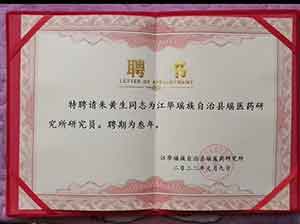 聘 书
LETTER OF APPOINTMENT
特聘请朱黄生同志为江华瑶族自治县瑶医药研
究所研究员。聘期为叁年。
江华瑶族自治县瑶医药研究所